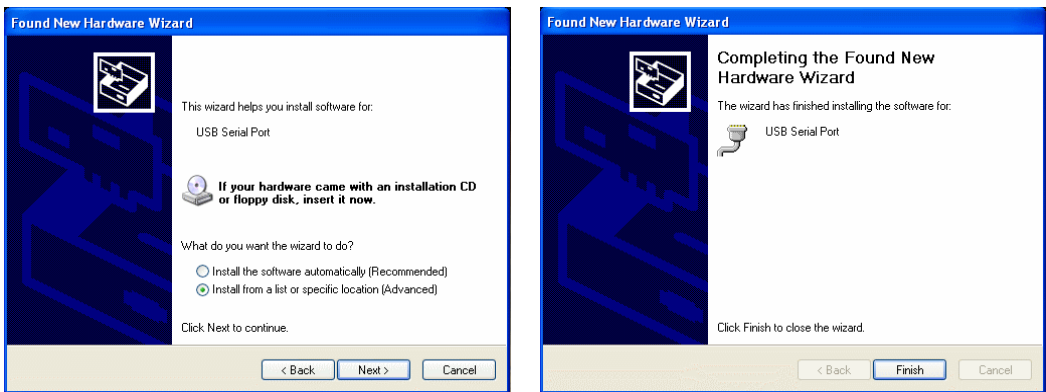 Found New Hardware Wizard
This wizard helps you install software for:
USB Serial Port
If your hardware came with an installation CD
or floppy disk, insert it now.
What do you want the wizard to do?
Install the software automatically (Recommended)
Install from a list or specific location (Advanced)
Click Next to continue.
< Back
Next >
Cancel
Found New Hardware Wizard
Completing the Found New
Hardware Wizard
The wizard has finished installing the software for:
USB Serial Port
Click Finish to close the wizard.
< Back
Finish
Cancel